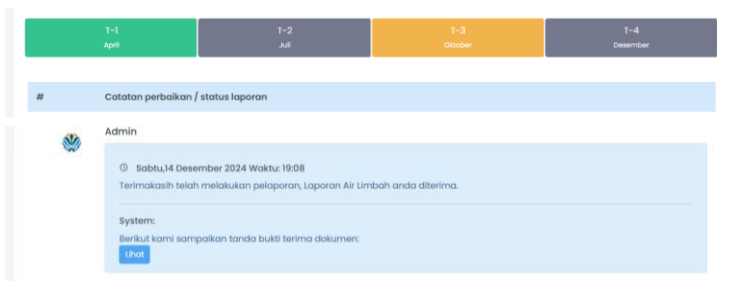 T-1
April
T-2
Juli
T-3
Oktober
T-4
Desember
# Catatan perbaikan / status laporan
Admin
Sabtu,14 Desember 2024 Waktu: 19:08
Terimakasih telah melakukan pelaporan, Laporan Air Limbah anda diterima.
System:
Berikut kami sampaikan tanda bukti terima dokumen:
Lihat